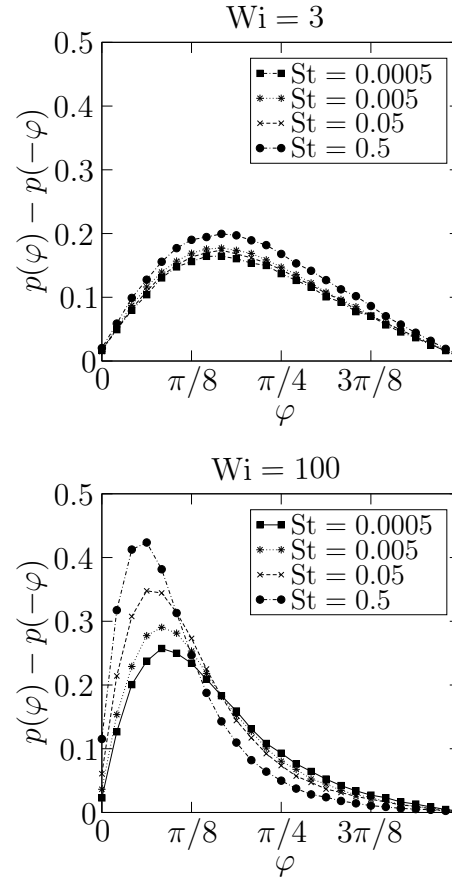 Wi = 3
0.5
0.4
0.3
0.2
0.1
0
p(φ) − p(−φ)
St = 0.0005
St = 0.005
St = 0.05
St = 0.5
0 π/8 π/4 3π/8
φ
Wi = 100
0.5
0.4
0.3
0.2
0.1
0
p(φ) − p(−φ)
St = 0.0005
St = 0.005
St = 0.05
St = 0.5
0 π/8 π/4 3π/8
φ